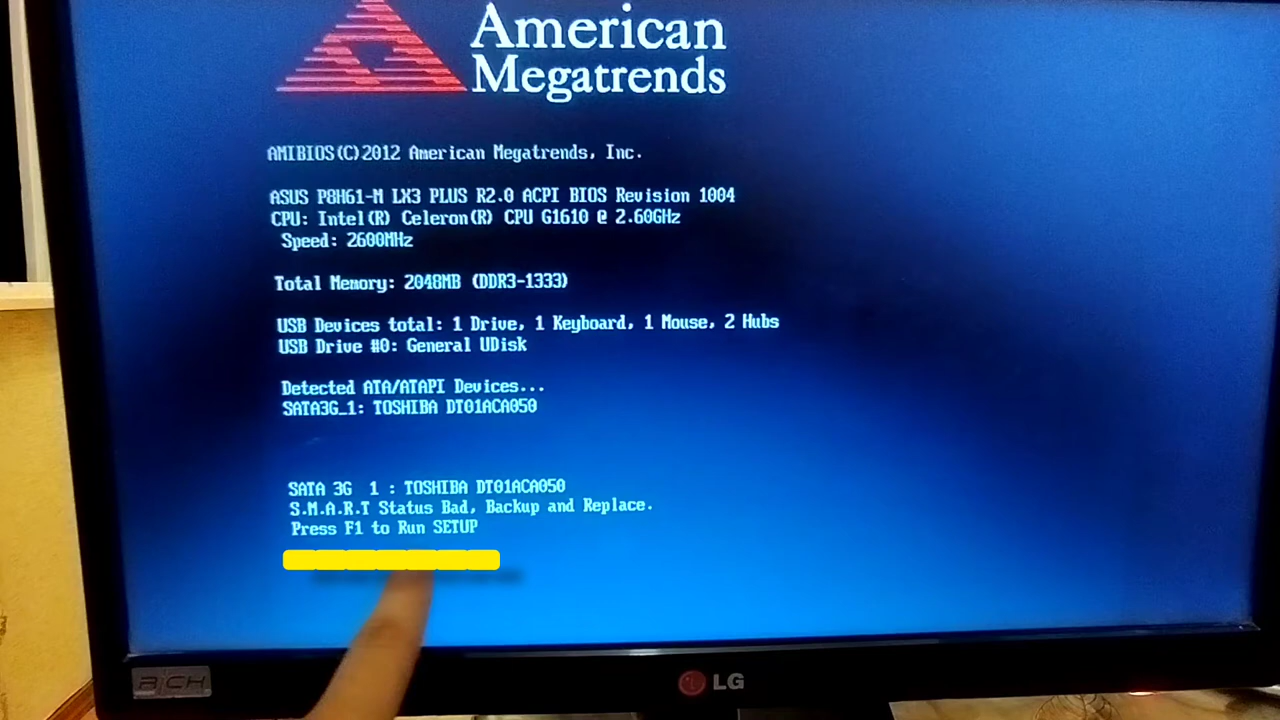 American
Megatrends
AMIBIOS(C)2012 American Megatrends, Inc.
ASUS P8H61-M LX3 PLUS R2.0 ACPI BIOS Revision 1004
CPU: Intel(R) Celeron(R) CPU G1610 @ 2.60GHz
Speed: 2600MHz
Total Memory: 2048MB (DDR3-1333)
USB Devices total: 1 Drive, 1 Keyboard, 1 Mouse, 2 Hubs
USB Drive #0: General UDisk
Detected ATA/ATAPI Devices...
SATA3G_1: TOSHIBA DT01ACA050
SATA 3G 1 : TOSHIBA DT01ACA050
S.M.A.R.T Status Bad, Backup and Replace.
Press F1 to Run SETUP
LG